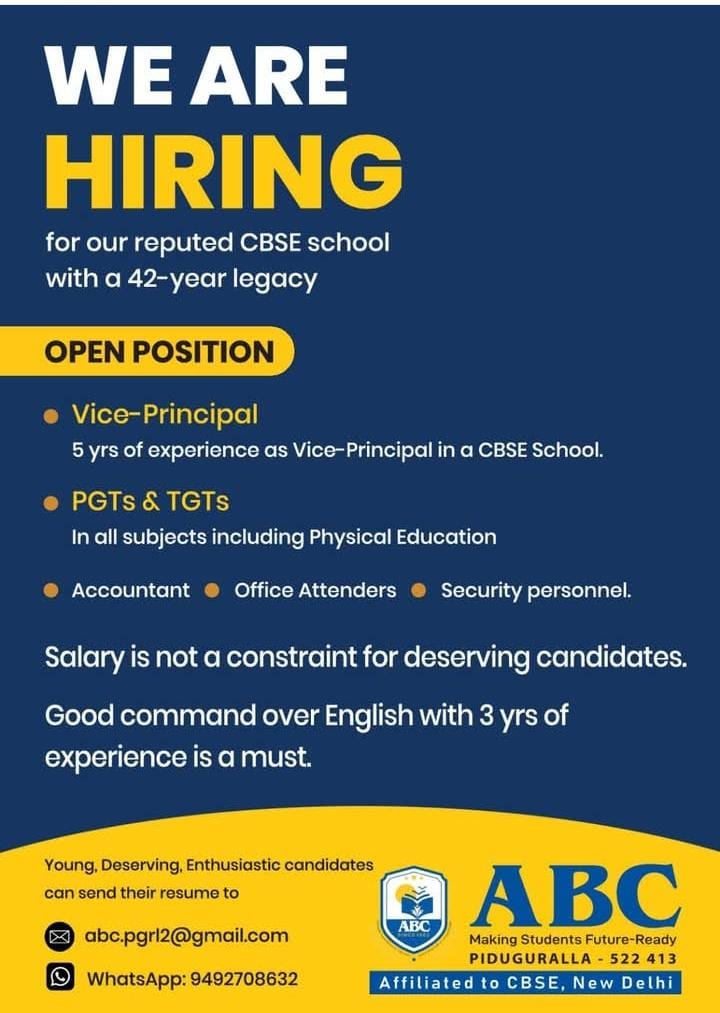 WE ARE
HIRING
for our reputed CBSE school
with a 42-year legacy
OPEN POSITION
Vice-Principal
5 yrs of experience as Vice-Principal in a CBSE School.
PGTs & TGTs
In all subjects including Physical Education
Accountant Office Attenders Security personnel.
Salary is not a constraint for deserving candidates.
Good command over English with 3 yrs of
experience is a must.
Young, Deserving, Enthusiastic candidates
can send their resume to
abc.pgrl2@gmail.com
WhatsApp: 9492708632
ABC
ABC
Making Students Future-Ready
PIDUGURALLA - 522 413
Affiliated to CBSE, New Delhi